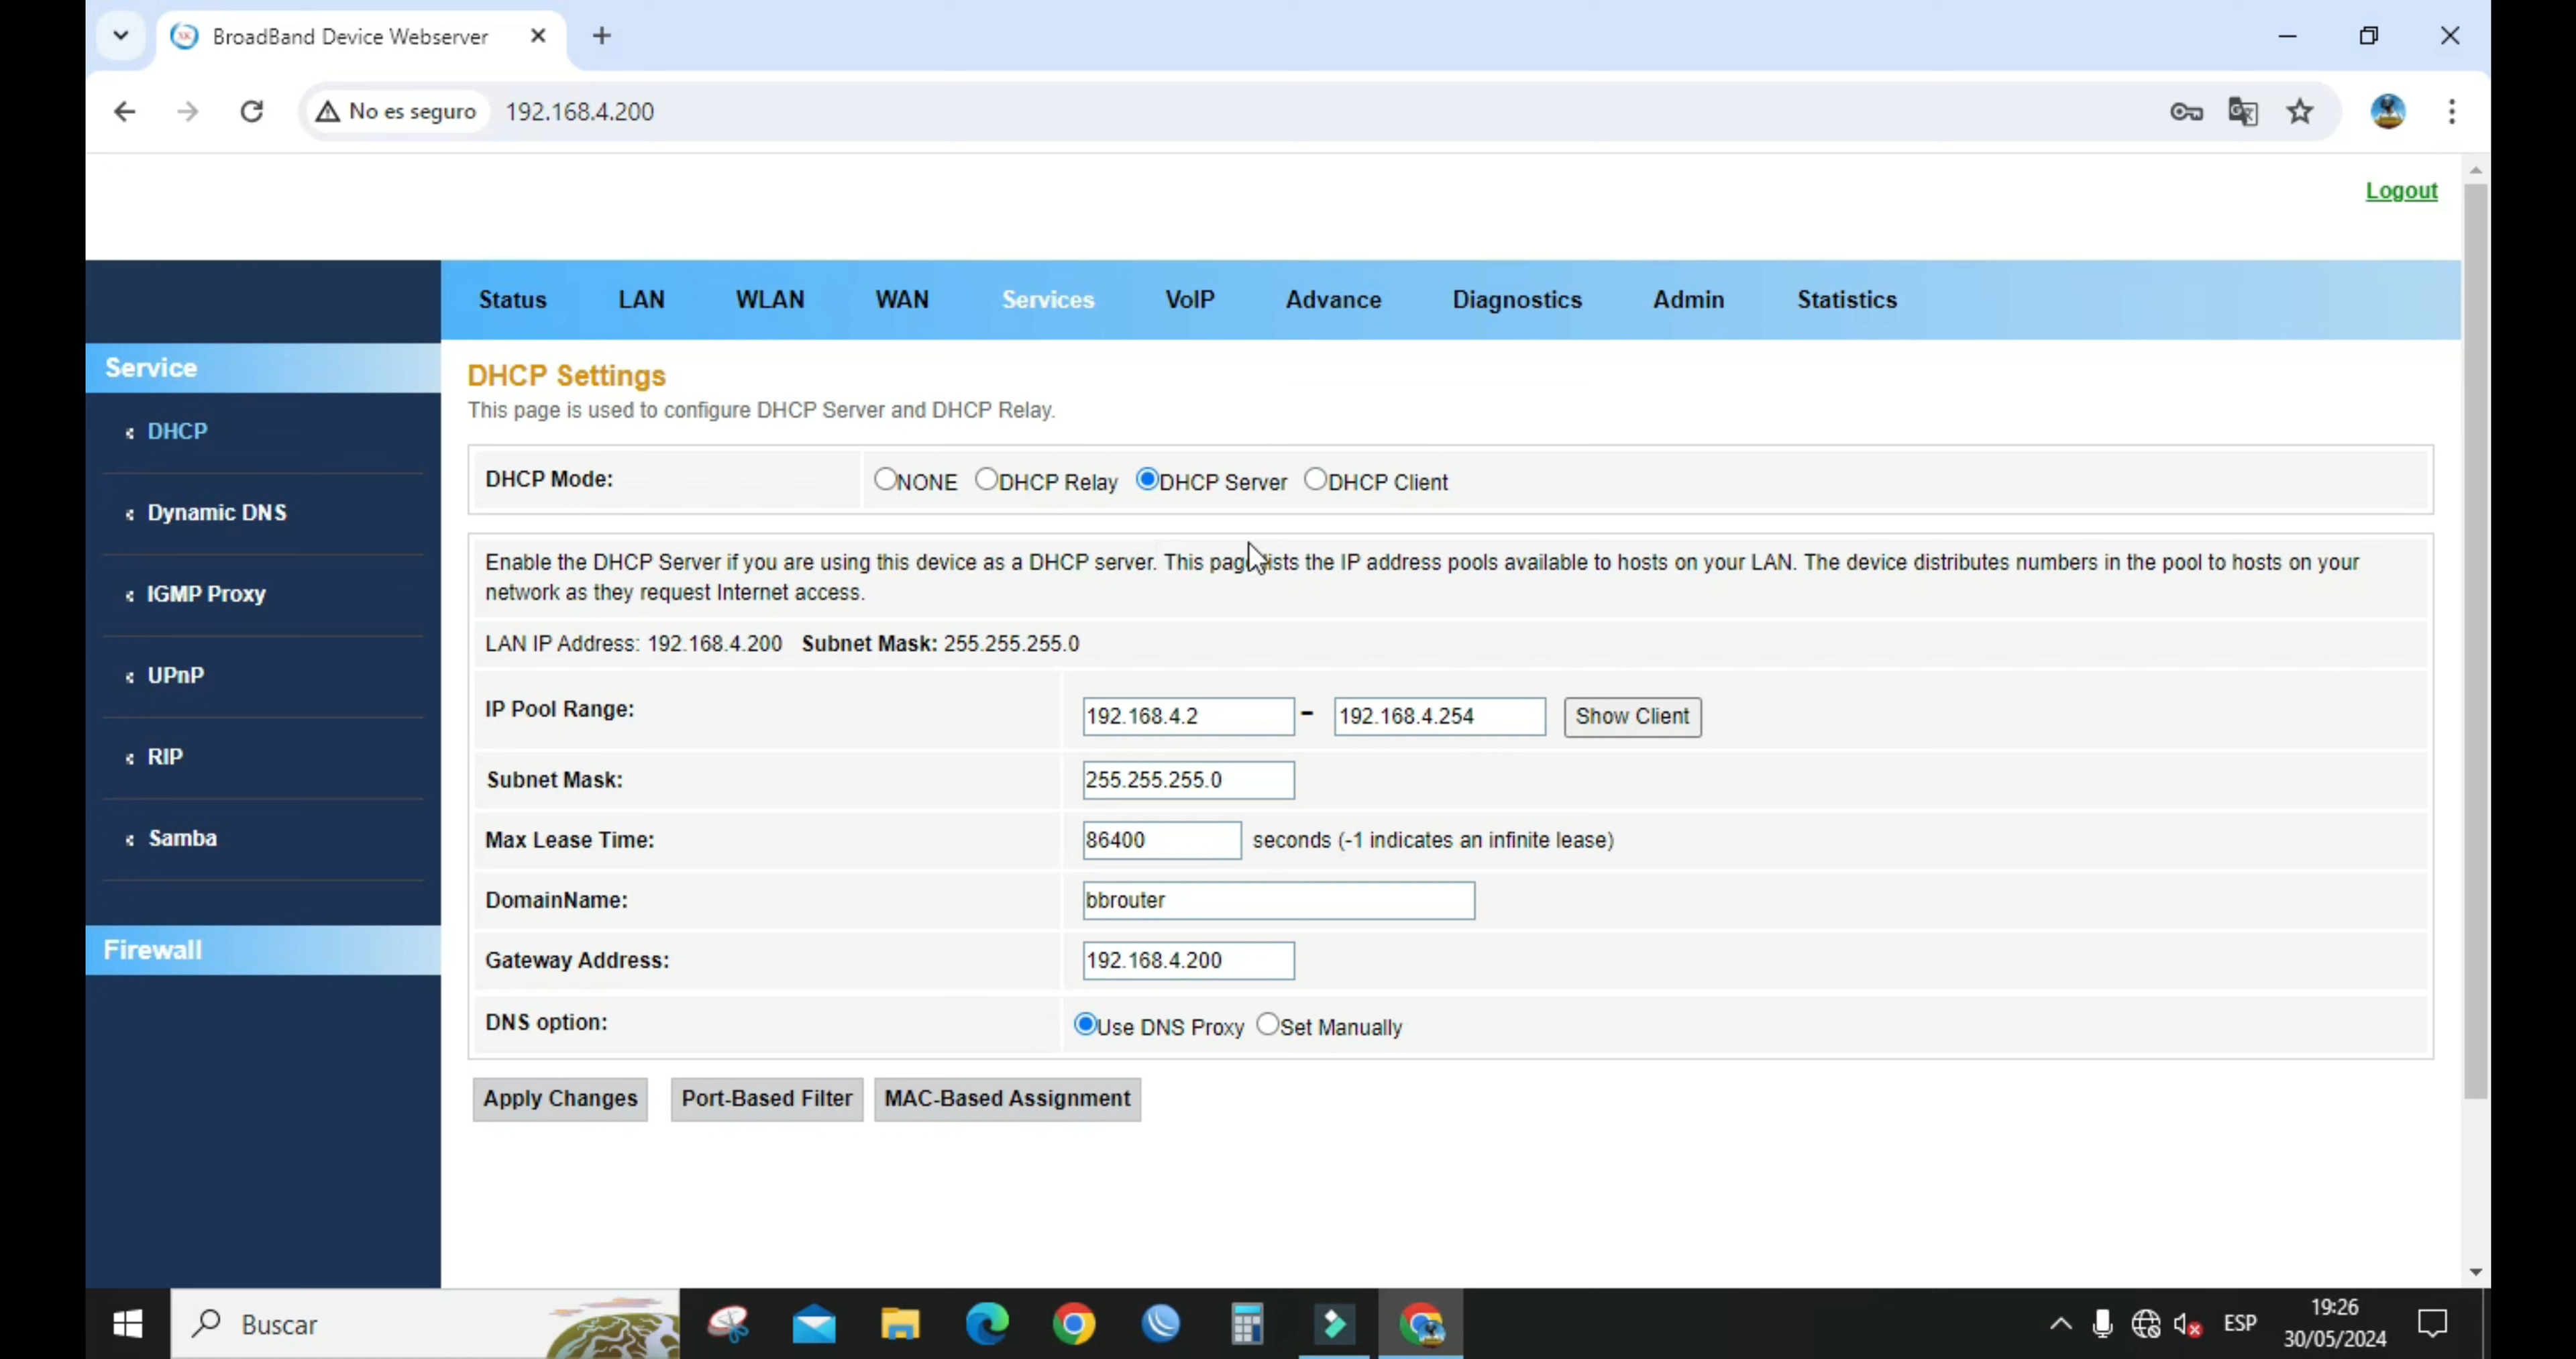 BroadBand Device Webserver
No es seguro 192.168.4.200
Logout
Status LAN WLAN WAN Services VoIP Advance Diagnostics Admin Statistics
Service
DHCP
Dynamic DNS
IGMP Proxy
UPnP
RIP
Samba
Firewall
DHCP Settings
This page is used to configure DHCP Server and DHCP Relay.
DHCP Mode: NONE DHCP Relay DHCP Server DHCP Client
Enable the DHCP Server if you are using this device as a DHCP server. This page lists the IP address pools available to hosts on your LAN. The device distributes numbers in the pool to hosts on your
network as they request Internet access.
LAN IP Address: 192.168.4.200 Subnet Mask: 255.255.255.0
IP Pool Range: 192.168.4.2 - 192.168.4.254 Show Client
Subnet Mask: 255.255.255.0
Max Lease Time: 86400 seconds (-1 indicates an infinite lease)
DomainName: bbrouter
Gateway Address: 192.168.4.200
DNS option: Use DNS Proxy Set Manually
Apply Changes Port-Based Filter MAC-Based Assignment
Buscar
ESP
19:26
30/05/2024